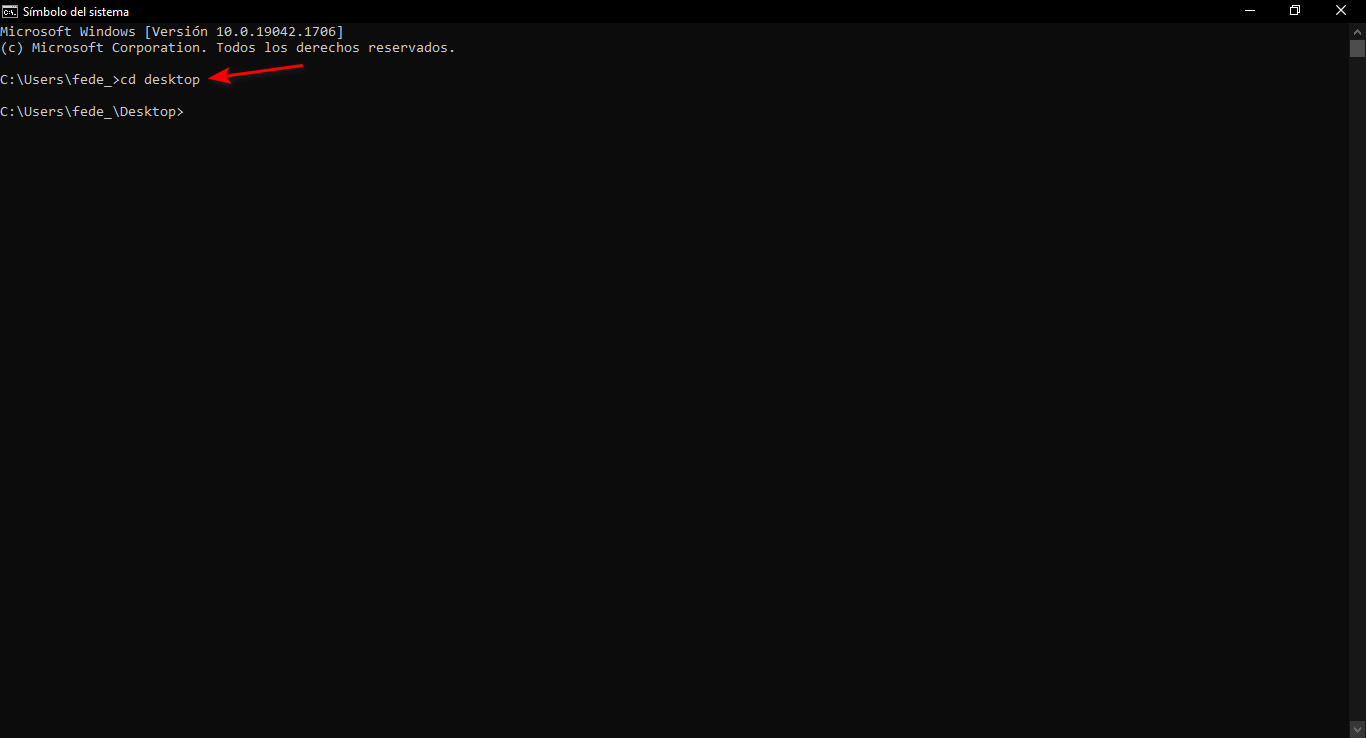 Símbolo del sistema
Microsoft Windows [Versión 10.0.19042.1706]
(c) Microsoft Corporation. Todos los derechos reservados.
C:\Users\fede_>cd desktop
C:\Users\fede_\Desktop>